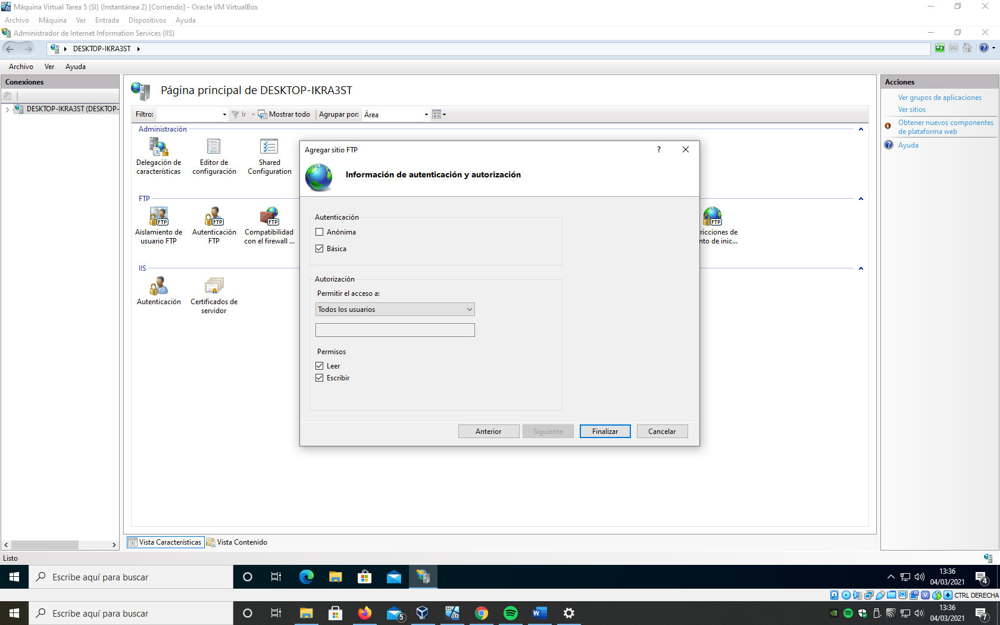 Máquina Virtual Tarea 5 (SI) (Instantánea 2) [Corriendo] - Oracle VM VirtualBox
Archivo Máquina Ver Entrada Dispositivos Ayuda
Administrador de Internet Information Services (IIS)
DESKTOP-IKRA3ST
Archivo Ver Ayuda
Conexiones
DESKTOP-IKRA3ST (DESKTOP-
Página principal de DESKTOP-IKRA3ST
Filtro: Ir Mostrar todo Agrupar por: Área
Administración
Delegación de características
Editor de configuración
Shared Configuration
FTP
Aislamiento de usuario FTP
Autenticación FTP
Compatibilidad con el firewall ...
ricciones de
nto de inic...
IIS
Autenticación
Certificados de servidor
Agregar sitio FTP
?
Información de autenticación y autorización
Autenticación
Anónima
Básica
Autorización
Permitir el acceso a:
Todos los usuarios
Permisos
Leer
Escribir
Anterior Siguiente Finalizar Cancelar
Acciones
Ver grupos de aplicaciones
Ver sitios
Obtener nuevos componentes
de plataforma web
Ayuda
Vista Características Vista Contenido
Listo
Escribe aquí para buscar
13:36
04/03/2021
4
CTRL DERECHA
Escribe aquí para buscar
5
13:36
04/03/2021
7